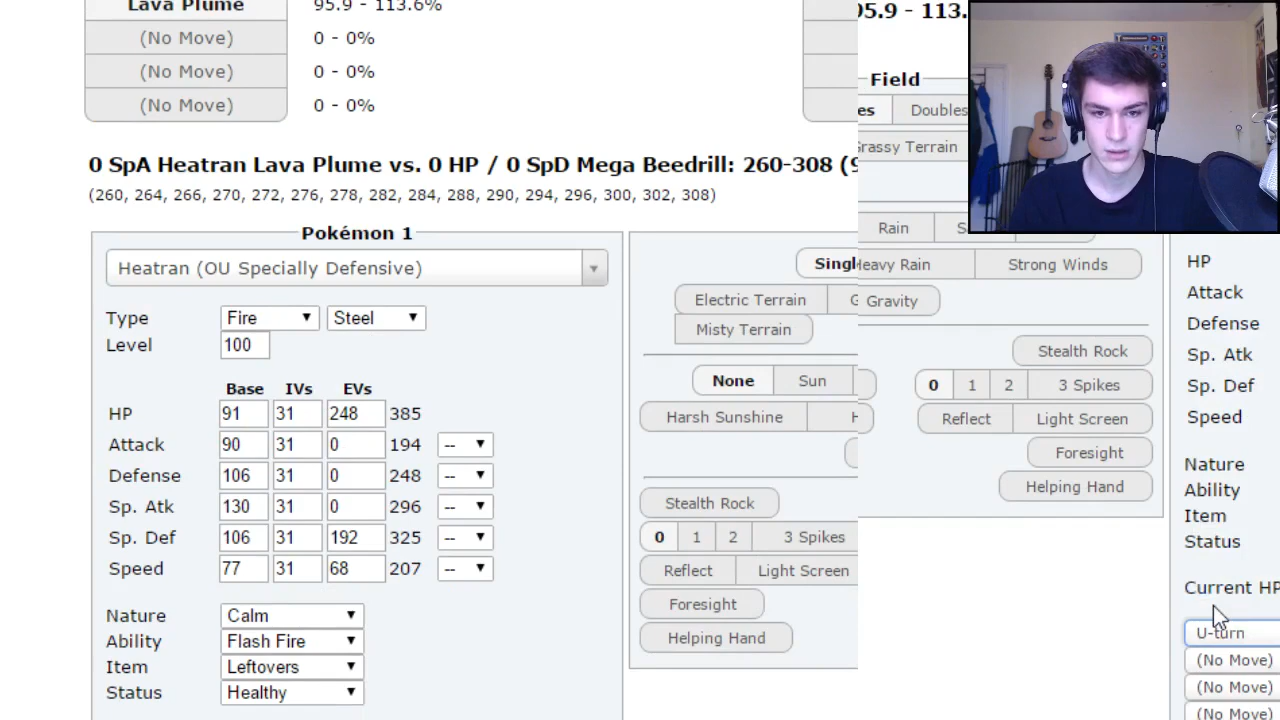 Lava Plume 95.9 - 113.6%
(No Move) 0 - 0%
(No Move) 0 - 0%
(No Move) 0 - 0%
95.9 - 113.
0 SpA Heatran Lava Plume vs. 0 HP / 0 SpD Mega Beedrill: 260-308 (9
(260, 264, 266, 270, 272, 276, 278, 282, 284, 288, 290, 294, 296, 300, 302, 308)
Pokémon 1
Heatran (OU Specially Defensive)
Type Fire Steel
Level 100
Base IVs EVs
HP 91 31 248 385
Attack 90 31 0 194 --
Defense 106 31 0 248 --
Sp. Atk 130 31 0 296 --
Sp. Def 106 31 192 325 --
Speed 77 31 68 207 --
Nature Calm
Ability Flash Fire
Item Leftovers
Status Healthy
Singl
Electric Terrain G
Misty Terrain
None Sun
Harsh Sunshine H
Stealth Rock
0 1 2 3 Spikes
Reflect Light Screen
Foresight
Helping Hand
Field
es Doubles
Grassy Terrain
Rain S
Heavy Rain Strong Winds
Gravity
Stealth Rock
0 1 2 3 Spikes
Reflect Light Screen
Foresight
Helping Hand
HP
Attack
Defense
Sp. Atk
Sp. Def
Speed
Nature
Ability
Item
Status
Current HP
U-turn
(No Move)
(No Move)
(No Move)